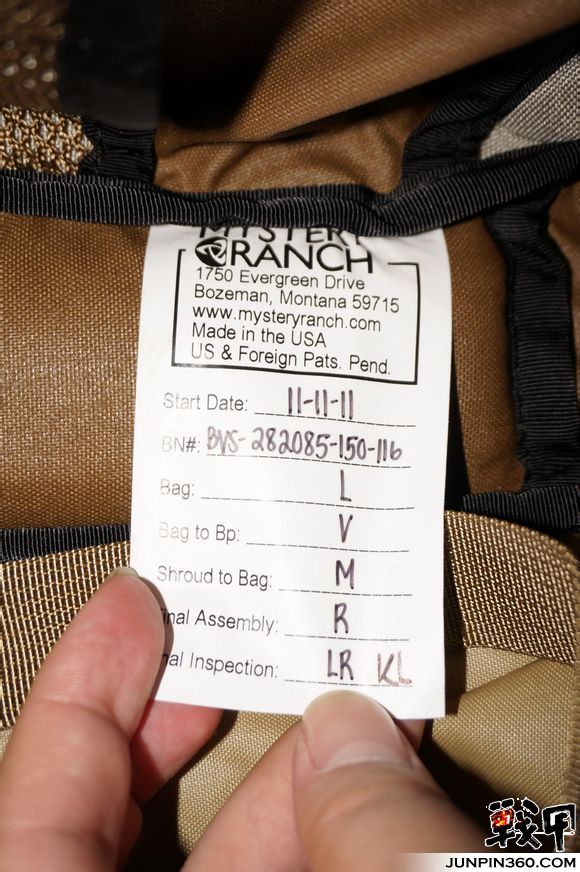 MYSTERY
RANCH
1750 Evergreen Drive
Bozeman, Montana 59715
www.mysteryranch.com
Made in the USA
US & Foreign Pats. Pend.
Start Date: 11-11-11
BN#: BVS-282085-150-116
Bag: L
Bag to Bp: V
Shroud to Bag: M
inal Assembly: R
nal Inspection: LR KL
战甲
JUNPIN360.COM